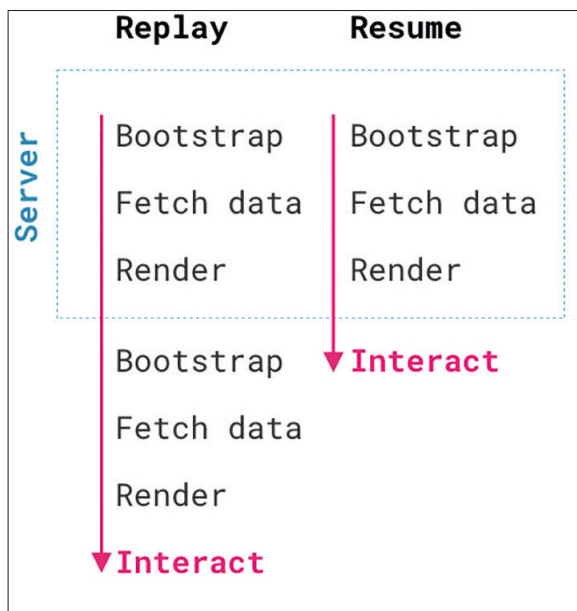 Replay
Resume
Server
Bootstrap
Fetch data
Render
Bootstrap
Fetch data
Render
Interact
Bootstrap
Fetch data
Render
Interact